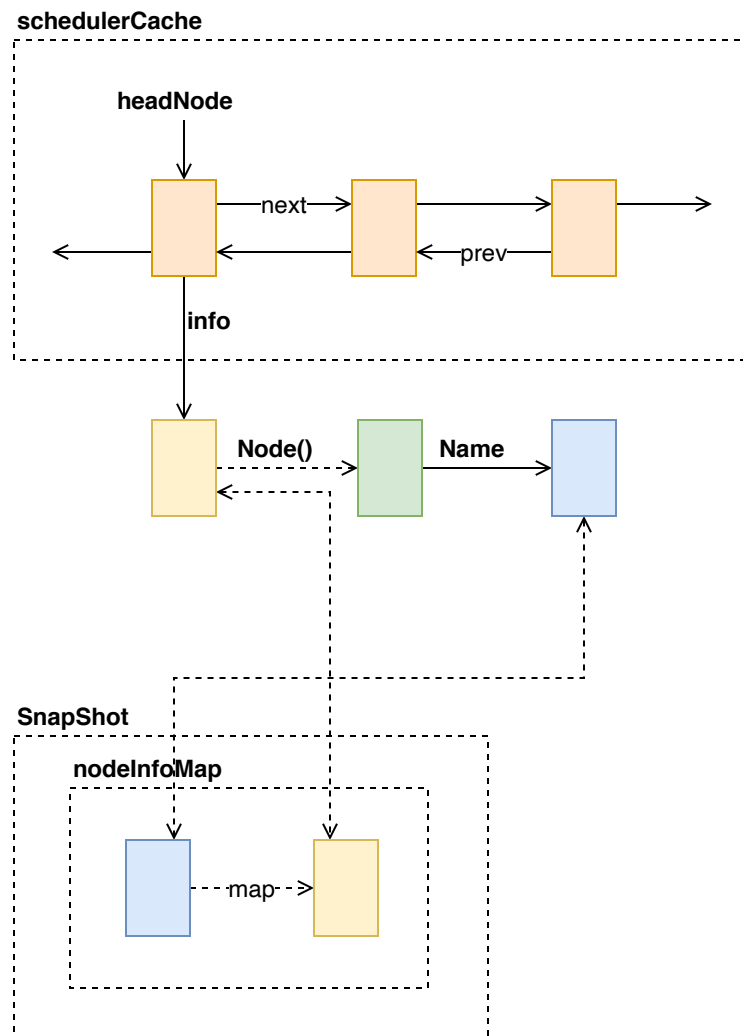 schedulerCache
headNode
next
prev
info
Node()
Name
SnapShot
nodeInfoMap
map